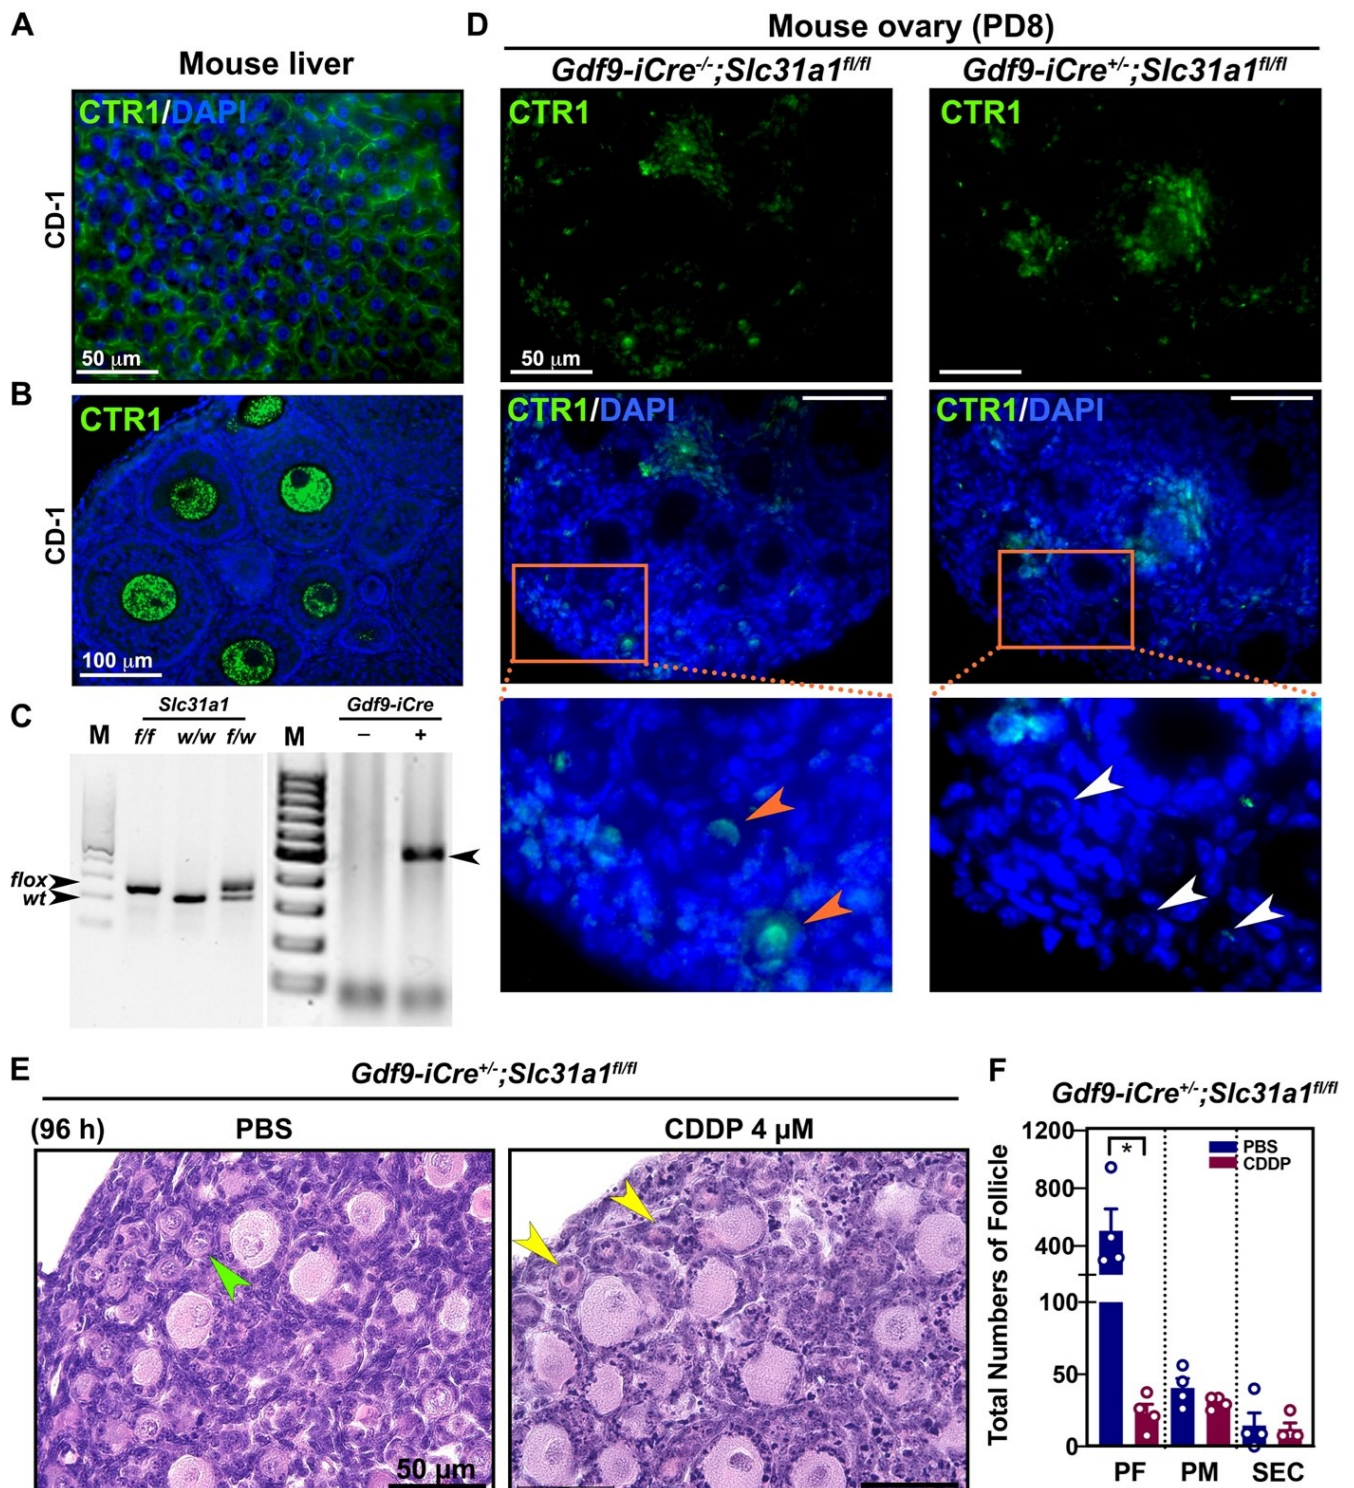 A
Mouse liver
CTR1/DAPI
CD-1
50 μm
B
CTR1
CD-1
100 μm
C
Slc31a1
Gdf9-iCre
M f/f w/w f/w
M – +
flox
wt
D
Mouse ovary (PD8)
Gdf9-iCre-/-;Slc31a1fl/fl
Gdf9-iCre+/-;Slc31a1fl/fl
CTR1
CTR1
50 μm
CTR1/DAPI
CTR1/DAPI
E
Gdf9-iCre+/-;Slc31a1fl/fl
(96 h)
PBS
CDDP 4 μM
50 μm
F
Gdf9-iCre+/-;Slc31a1fl/fl
Total Numbers of Follicle
1200
800
400
100
50
0
*
PBS
CDDP
PF PM SEC